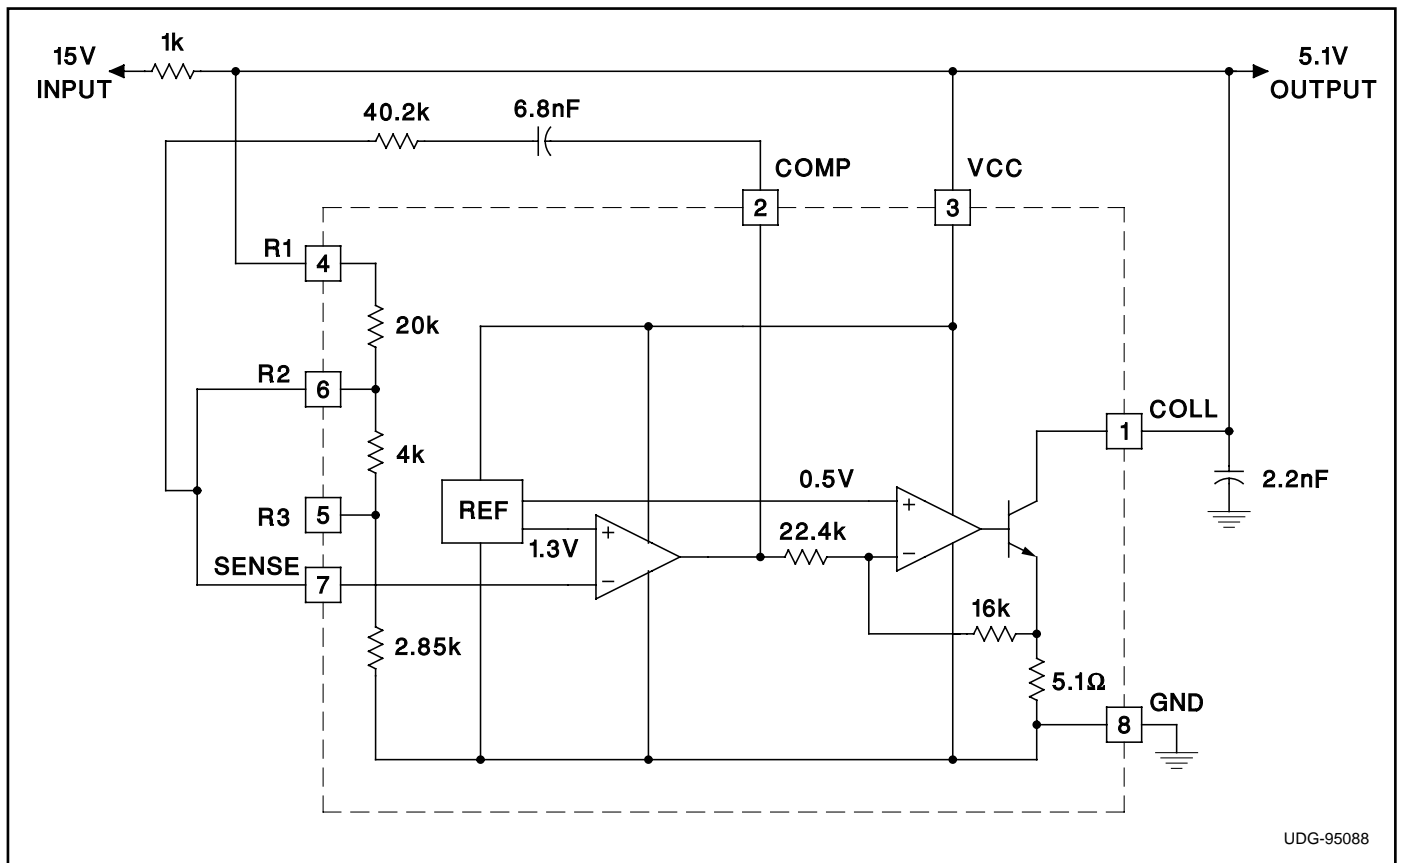 1k
15V
INPUT
5.1V
OUTPUT
40.2k
6.8nF
COMP
VCC
2
3
R1
4
20k
R2
6
4k
COLL
1
2.2nF
0.5V
REF
R3
5
1.3V
22.4k
+
−
+
−
SENSE
7
16k
2.85k
5.1Ω
GND
8
UDG-95088